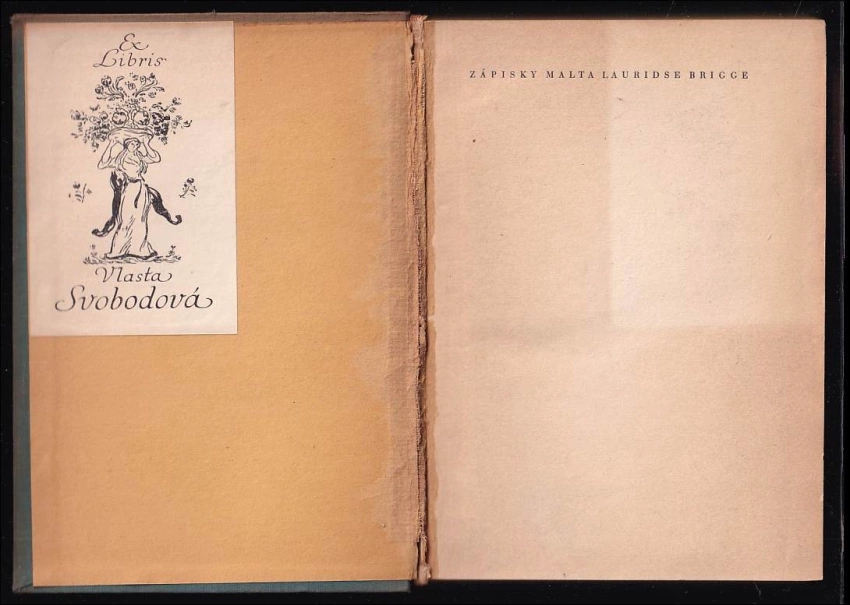 Ex
Libris
Vlasta
Svobodová
ZÁPISKY MALTA LAURIDSE BRIGGE